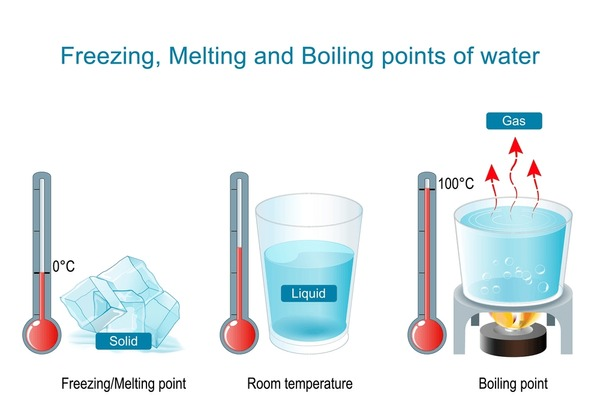 Freezing, Melting and Boiling points of water
Gas
100°C
0°C
Liquid
Solid
Freezing/Melting point
Room temperature
Boiling point